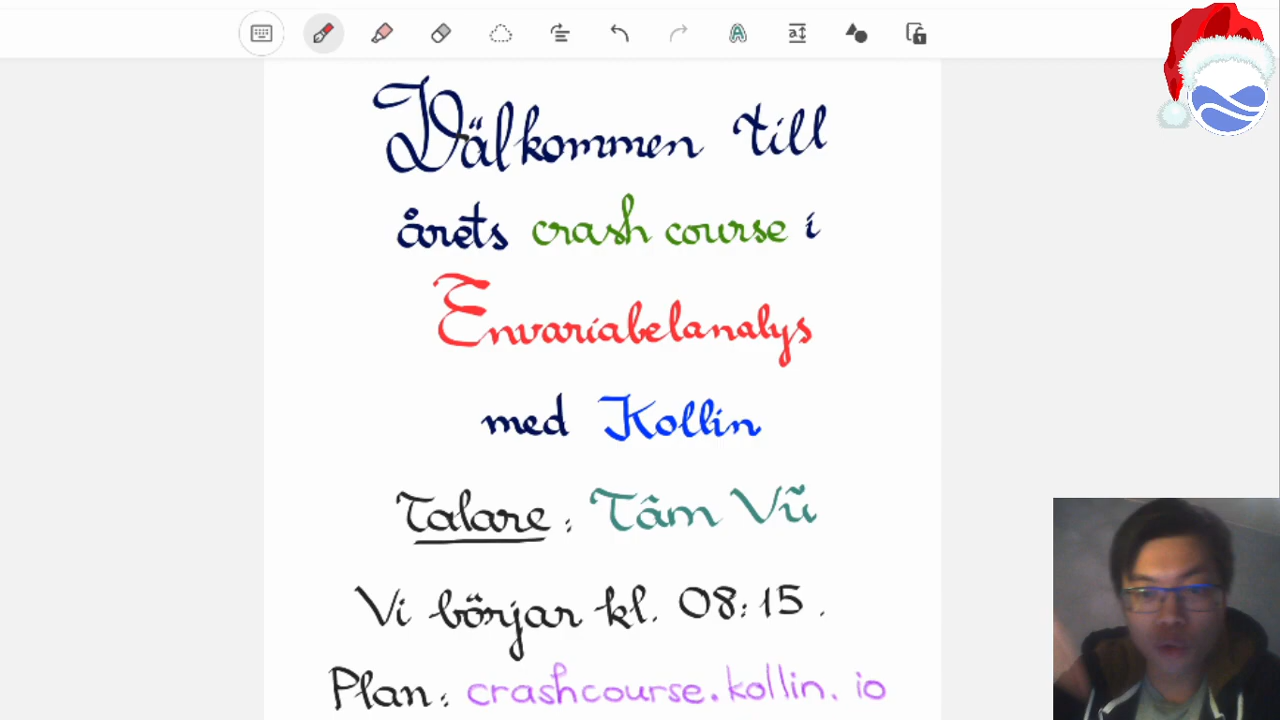 Välkommen till
årets crash course i
Envariabelanalys
med Kollin
Talare: Tâm Vũ
Vi börjar kl. 08:15.
Plan: crashcourse.kollin.io